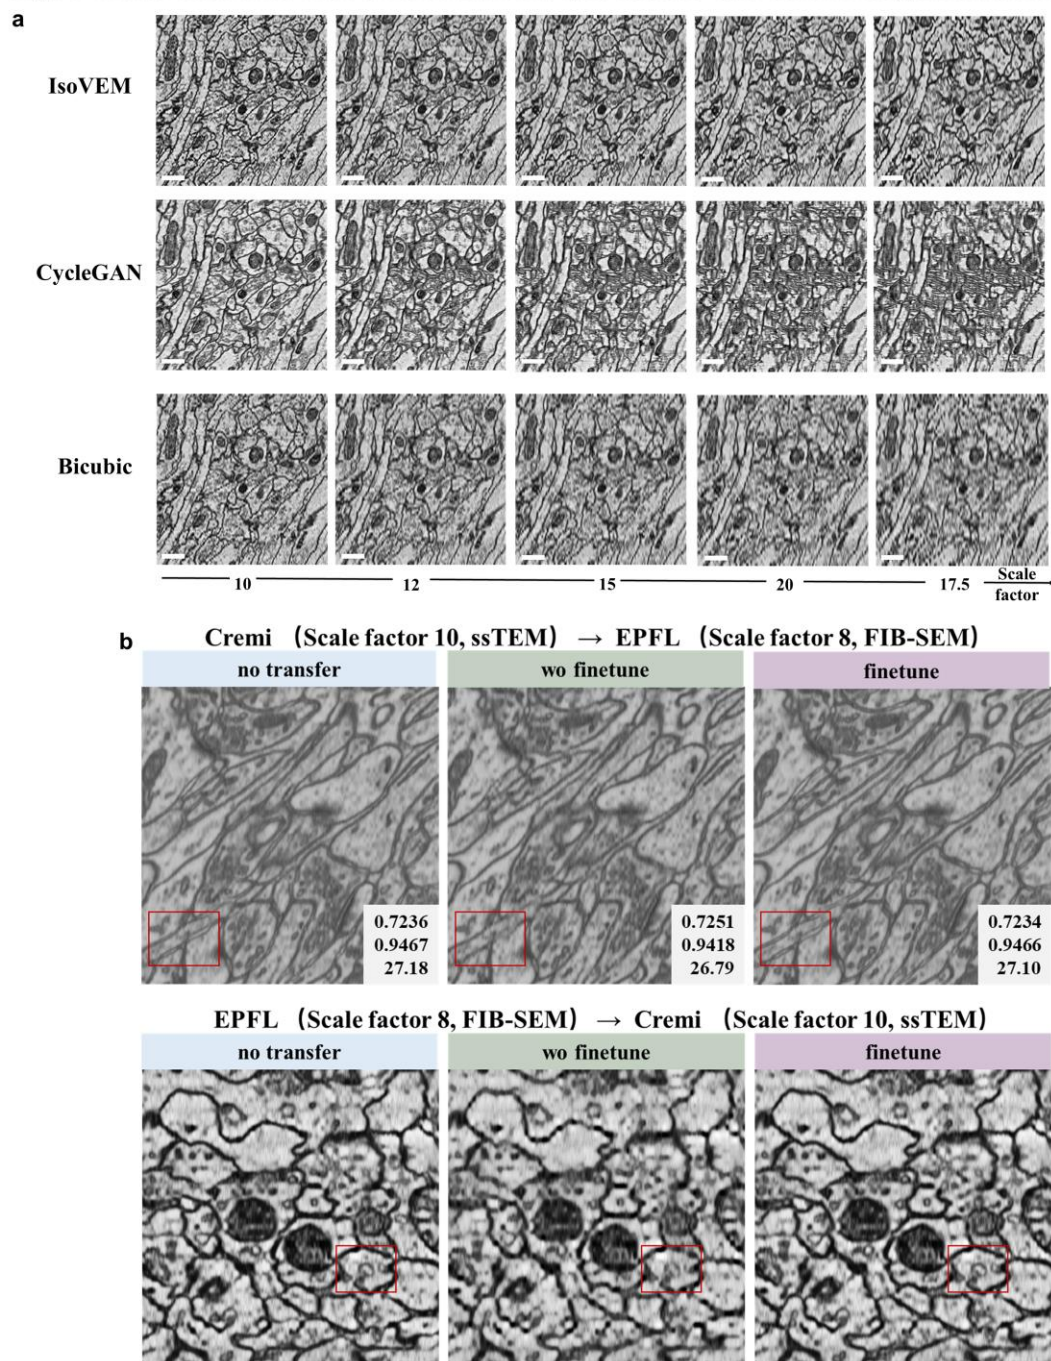 a
IsoVEM
CycleGAN
Bicubic
10 12 15 20 17.5 Scale factor
b
Cremi (Scale factor 10, ssTEM) → EPFL (Scale factor 8, FIB-SEM)
no transfer wo finetune finetune
0.7236 0.7251 0.7234
0.9467 0.9418 0.9466
27.18 26.79 27.10
EPFL (Scale factor 8, FIB-SEM) → Cremi (Scale factor 10, ssTEM)
no transfer wo finetune finetune